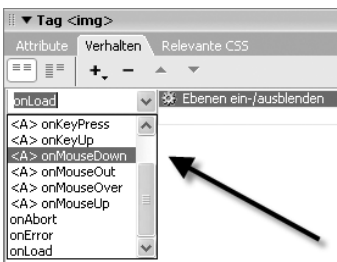 Tag <img>
Attribute Verhalten Relevante CSS
onLoad Ebenen ein-/ausblenden
<A> onKeyPress
<A> onKeyUp
<A> onMouseDown
<A> onMouseOut
<A> onMouseOver
<A> onMouseUp
onAbort
onError
onLoad